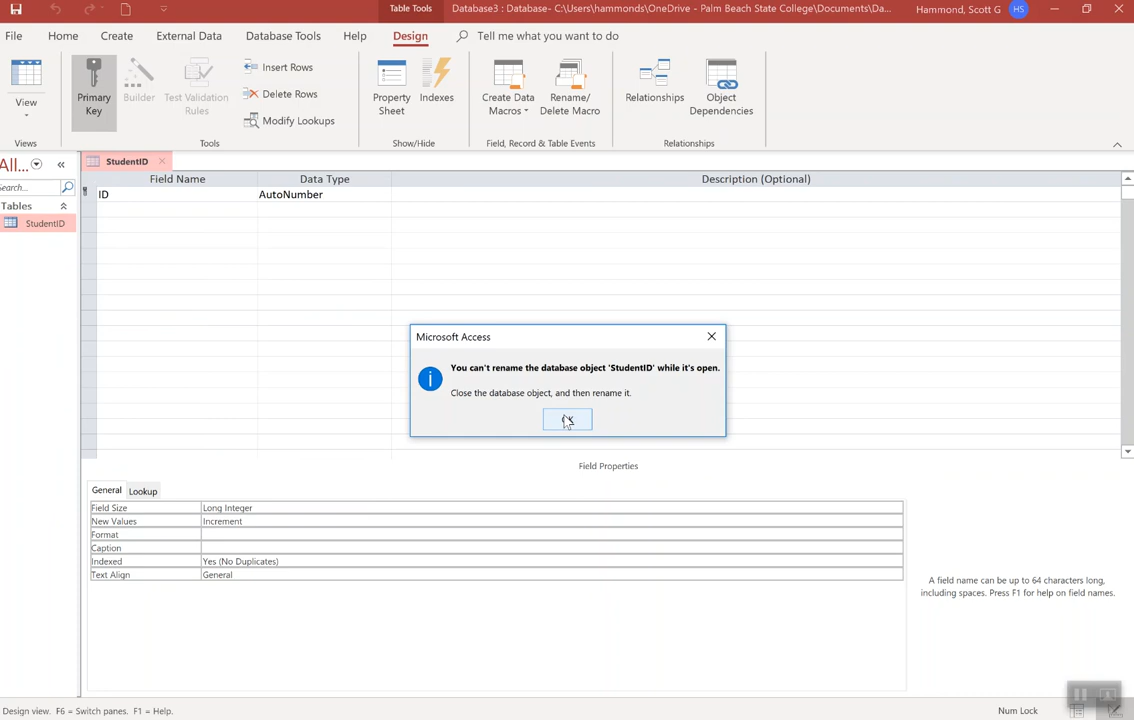 Table Tools
Database3 : Database- C:\Users\hammonds\OneDrive - Palm Beach State College\Documents\Da...
Hammond, Scott G
HS
File
Home
Create
External Data
Database Tools
Help
Design
Tell me what you want to do
View
Primary
Key
Builder
Test Validation
Rules
Insert Rows
Delete Rows
Modify Lookups
Property
Sheet
Indexes
Create Data
Macros
Rename/
Delete Macro
Relationships
Object
Dependencies
Views
Tools
Show/Hide
Field, Record & Table Events
Relationships
All...
Search...
Tables
StudentID
StudentID
Field Name
Data Type
Description (Optional)
ID
AutoNumber
Microsoft Access
You can't rename the database object 'StudentID' while it's open.
Close the database object, and then rename it.
Field Properties
General
Lookup
Field Size
Long Integer
New Values
Increment
Format
Caption
Indexed
Yes (No Duplicates)
Text Align
General
A field name can be up to 64 characters long,
including spaces. Press F1 for help on field names.
Design view. F6 = Switch panes. F1 = Help.
Num Lock